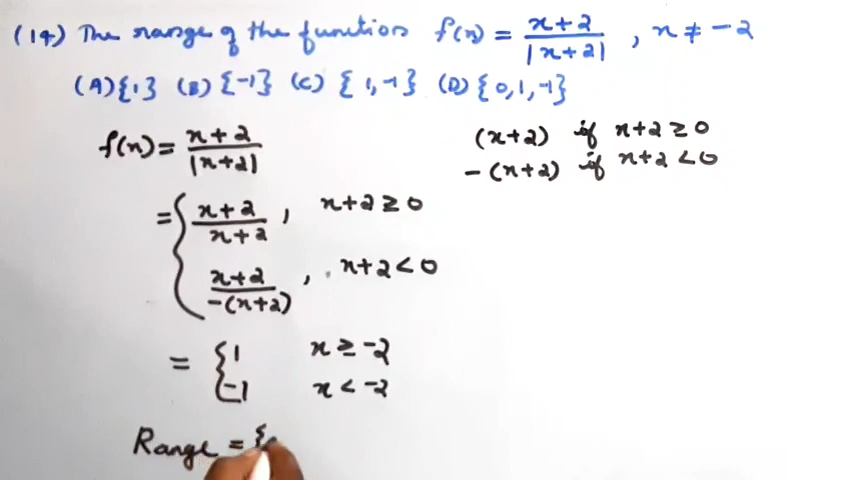 (14) The range of the function f(x) = x+2 / |x+2| , x ≠ -2
(A) {1} (B) {-1} (C) {1, -1} (D) {0, 1, -1}
f(x) = x+2 / |x+2|
(x+2) if x+2 ≥ 0
-(x+2) if x+2 < 0
= { x+2 / x+2 , x+2 ≥ 0
x+2 / -(x+2) , x+2 < 0
= { 1 x ≥ -2
-1 x < -2
Range = {